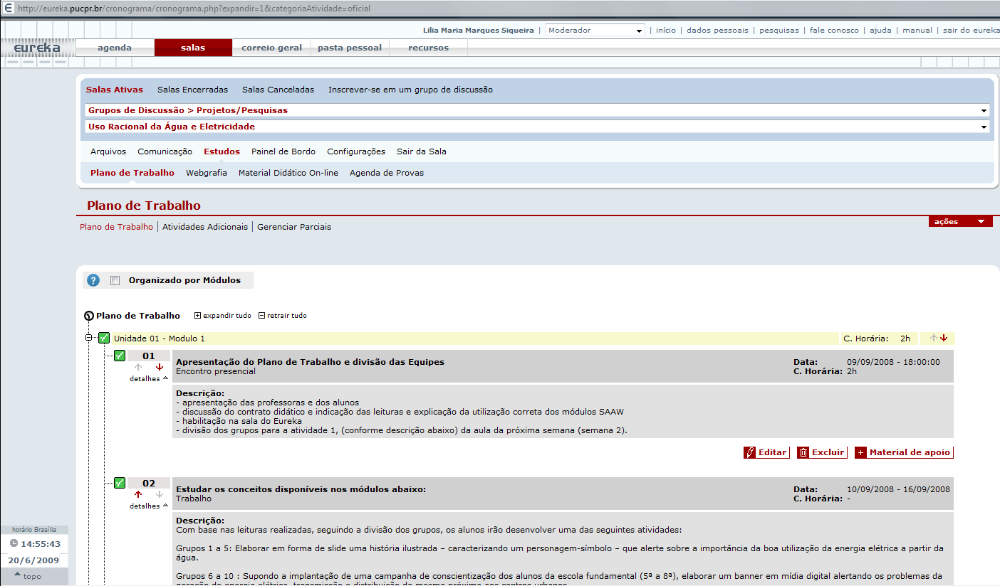 http://eureka.pucpr.br/cronograma/cronograma.php?expandir=1&categoriaAtividade=oficial
Lilia Maria Marques Siqueira | Moderador | início | dados pessoais | pesquisas | fale conosco | ajuda | manual | sair do eureka
eureka agenda salas correio geral pasta pessoal recursos
Salas Ativas Salas Encerradas Salas Canceladas Inscrever-se em um grupo de discussão
Grupos de Discussão > Projetos/Pesquisas
Uso Racional da Água e Eletricidade
Arquivos Comunicação Estudos Painel de Bordo Configurações Sair da Sala
Plano de Trabalho Webgrafia Material Didático On-line Agenda de Provas
Plano de Trabalho
ações
Plano de Trabalho | Atividades Adicionais | Gerenciar Parciais
? Organizado por Módulos
Plano de Trabalho expandir tudo retrair tudo
Unidade 01 - Modulo 1 C. Horária: 2h
01 Apresentação do Plano de Trabalho e divisão das Equipes Data: 09/09/2008 - 18:00:00
Encontro presencial C. Horária: 2h
detalhes
Descrição:
- apresentação das professoras e dos alunos
- discussão do contrato didático e indicação das leituras e explicação da utilização correta dos módulos SAAW
- habilitação na sala do Eureka
- divisão dos grupos para a atividade 1, (conforme descrição abaixo) da aula da próxima semana (semana 2).
Editar Excluir + Material de apoio
02 Estudar os conceitos disponíveis nos módulos abaixo: Data: 10/09/2008 - 16/09/2008
Trabalho C. Horária: -
detalhes
Descrição:
Com base nas leituras realizadas, seguindo a divisão dos grupos, os alunos irão desenvolver uma das seguintes atividades:
Grupos 1 a 5: Elaborar em forma de slide uma história ilustrada – caracterizando um personagem-símbolo – que alerte sobre a importância da boa utilização da energia elétrica a partir da
água.
Grupos 6 a 10 : Supondo a implantação de uma campanha de conscientização dos alunos da escola fundamental (5ª a 8ª), elaborar um banner em mídia digital alertando os problemas da
geração de energia elétrica, transmissão e distribuição da mesma próxima aos centros urbanos.
horário Brasília
14:55:43
20/6/2009
topo